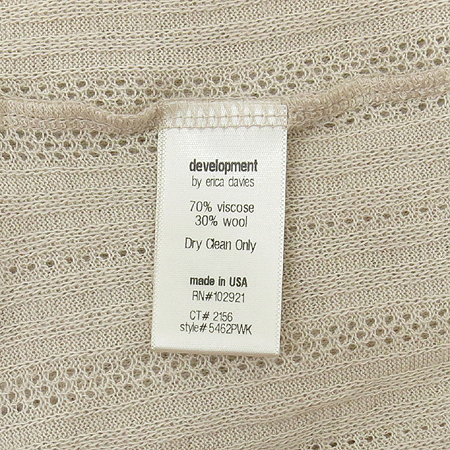 development
by erica davies
70% viscose
30% wool
Dry Clean Only
made in USA
RN#102921
CT# 2156
style#5462PWK